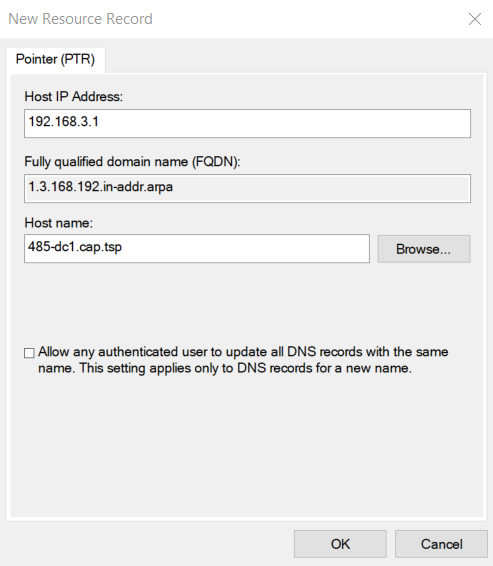 New Resource Record
Pointer (PTR)
Host IP Address:
192.168.3.1
Fully qualified domain name (FQDN):
1.3.168.192.in-addr.arpa
Host name:
485-dc1.cap.tsp
Browse...
Allow any authenticated user to update all DNS records with the same
name. This setting applies only to DNS records for a new name.
OK
Cancel